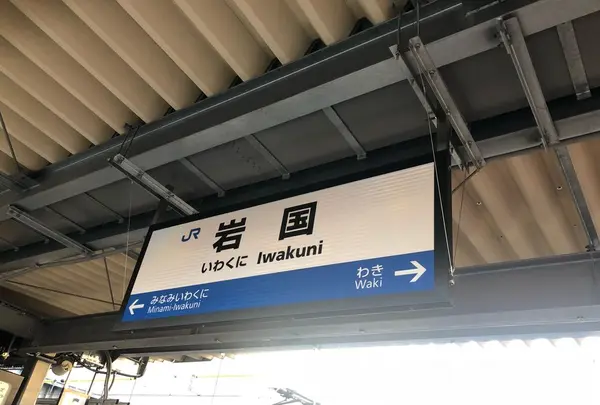 JR 岩国
いわくに Iwakuni
← みなみいわくに
Minami-Iwakuni
わき →
Waki